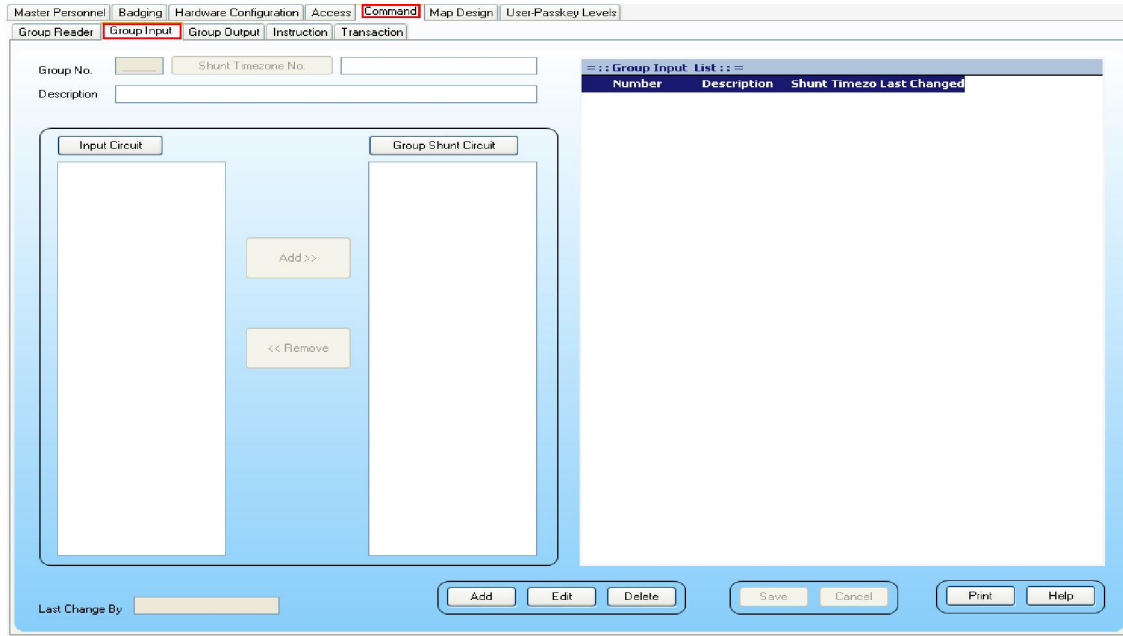 Master Personnel Badging Hardware Configuration Access Command Map Design User-Passkey Levels
Group Reader Group Input Group Output Instruction Transaction
Group No. Shunt Timezone No.
Description
=:: Group Input List :: =
Number Description Shunt Timezo Last Changed
Input Circuit Group Shunt Circuit
Add >>
<< Remove
Last Change By
Add Edit Delete Save Cancel Print Help